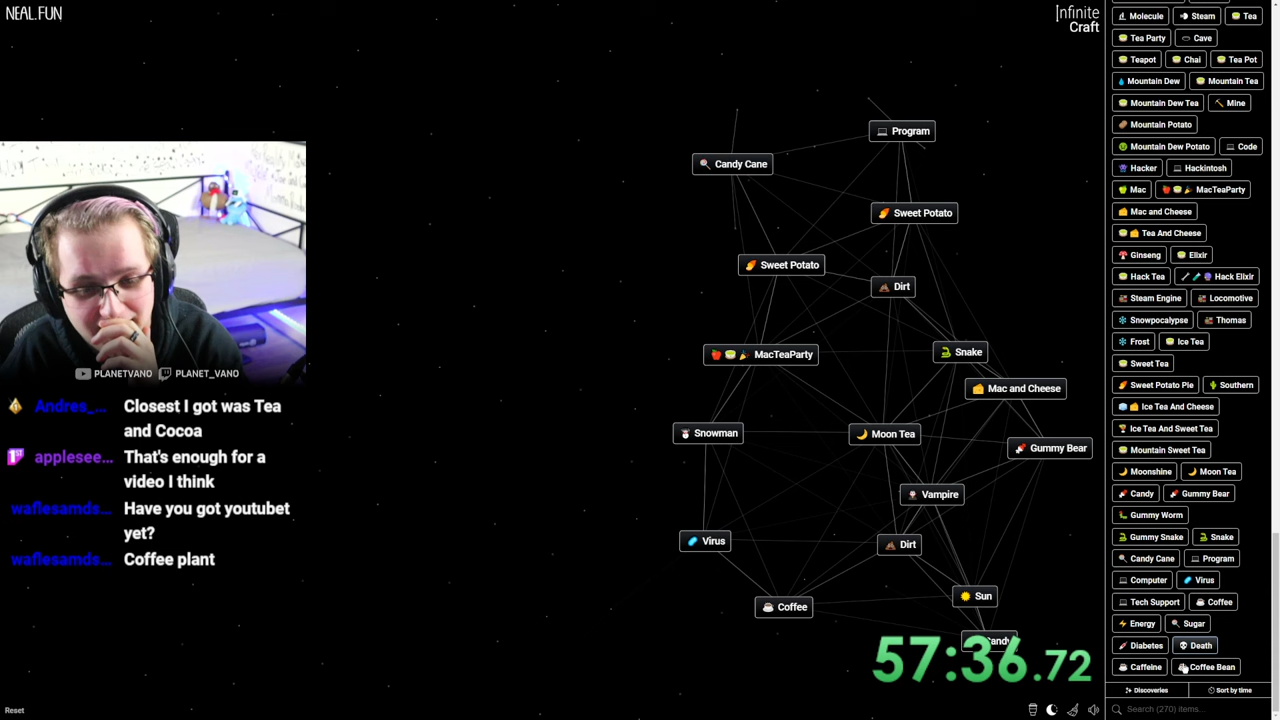 NEAL.FUN
Infinite
Craft
Candy Cane
Program
Sweet Potato
Sweet Potato
Dirt
MacTeaParty
Snake
Mac and Cheese
Snowman
Moon Tea
Gummy Bear
Vampire
Virus
Dirt
Sun
Coffee
Candy
57:36.72
PLANETVANO PLANET_VANO
Andres_... Closest I got was Tea
and Cocoa
applesee... That's enough for a
video I think
waflesamds... Have you got youtubet
yet?
waflesamds... Coffee plant
Molecule Steam Tea
Tea Party Cave
Teapot Chai Tea Pot
Mountain Dew Mountain Tea
Mountain Dew Tea Mine
Mountain Potato
Mountain Dew Potato Code
Hacker Hackintosh
Mac MacTeaParty
Mac and Cheese
Tea And Cheese
Ginseng Elixir
Hack Tea Hack Elixir
Steam Engine Locomotive
Snowpocalypse Thomas
Frost Ice Tea
Sweet Tea
Sweet Potato Pie Southern
Ice Tea And Cheese
Ice Tea And Sweet Tea
Mountain Sweet Tea
Moonshine Moon Tea
Candy Gummy Bear
Gummy Worm
Gummy Snake Snake
Candy Cane Program
Computer Virus
Tech Support Coffee
Energy Sugar
Diabetes Death
Caffeine Coffee Bean
Discoveries Sort by time
Search (270) items...
Reset